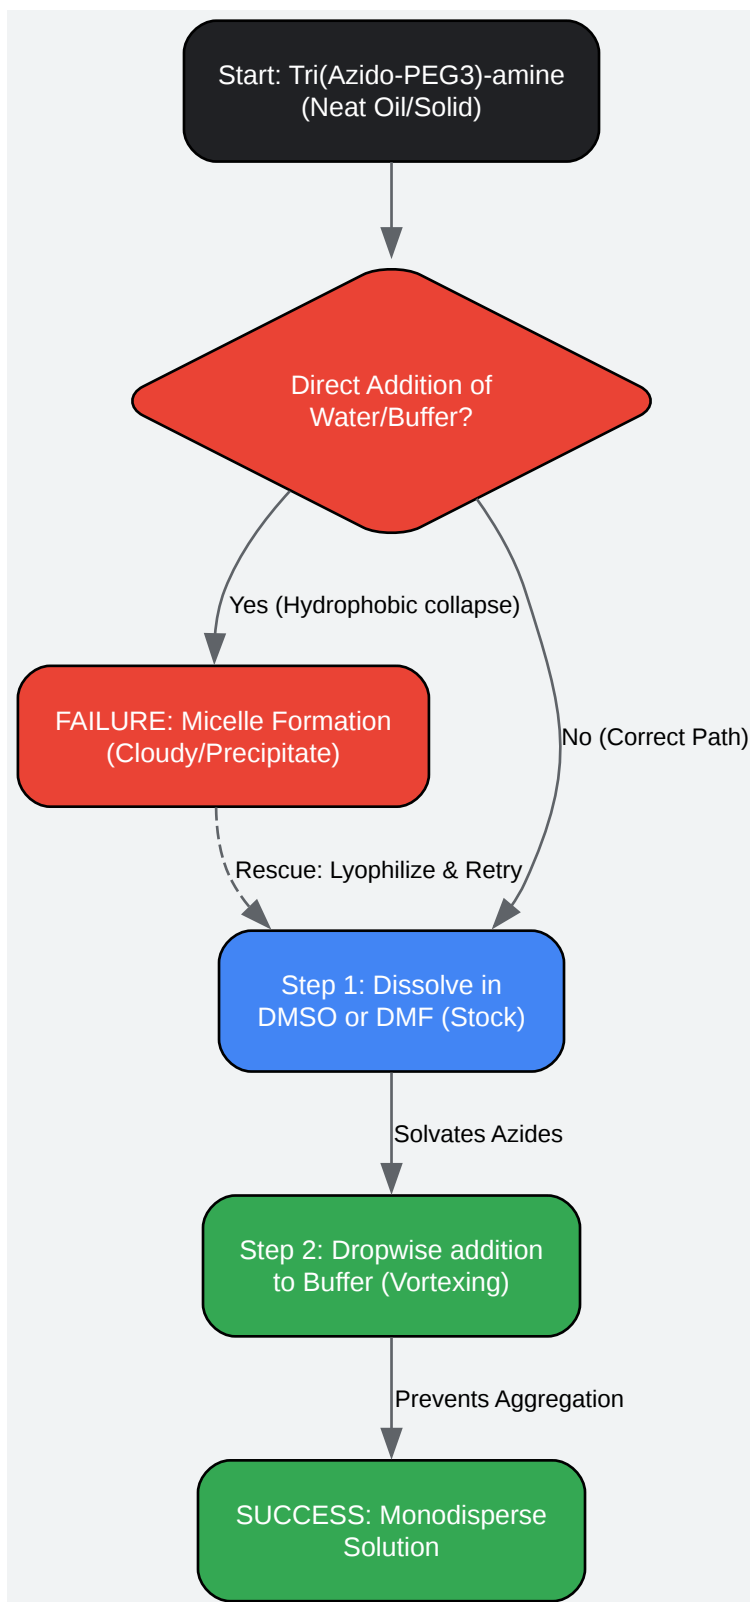 Start: Tri(Azido-PEG3)-amine
(Neat Oil/Solid)
Direct Addition of
Water/Buffer?
Yes (Hydrophobic collapse)
FAILURE: Micelle Formation
(Cloudy/Precipitate)
No (Correct Path)
Rescue: Lyophilize & Retry
Step 1: Dissolve in
DMSO or DMF (Stock)
Solvates Azides
Step 2: Dropwise addition
to Buffer (Vortexing)
Prevents Aggregation
SUCCESS: Monodisperse
Solution